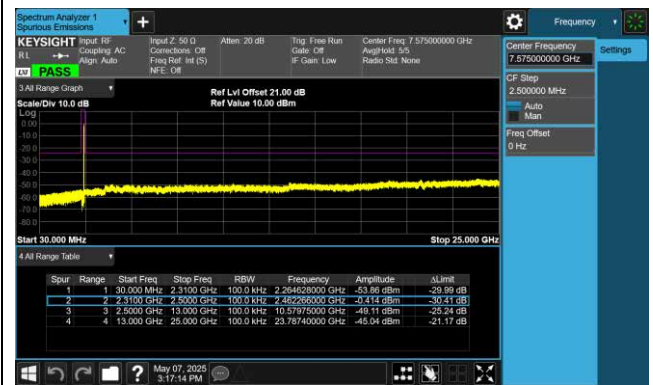 Spectrum Analyzer 1
Spurious Emissions
Frequency
KEYSIGHT Input: RF Input Z: 50 Ω Atten: 20 dB Trig: Free Run Center Freq: 7.575000000 GHz
RL Coupling: AC Corrections: Off Gate: Off Avg|Hold: 5/5
Align: Auto Freq Ref: Int (S) IF Gain: Low Radio Std: None
LXI PASS NFE: Off
Center Frequency
7.575000000 GHz
Settings
CF Step
2.500000 MHz
Auto
Man
Freq Offset
0 Hz
3 All Range Graph
Ref Lvl Offset 21.00 dB
Scale/Div 10.0 dB Ref Value 10.00 dBm
Log
0.00
-10.0
-20.0
-30.0
-40.0
-50.0
-60.0
-70.0
-80.0
Start 30.000 MHz Stop 25.000 GHz
4 All Range Table
Spur Range Start Freq Stop Freq RBW Frequency Amplitude ΔLimit
1 1 30.000 MHz 2.3100 GHz 100.0 kHz 2.264628000 GHz -53.86 dBm -29.99 dB
2 2 2.3100 GHz 2.5000 GHz 100.0 kHz 2.462266000 GHz -0.414 dBm -30.41 dB
3 3 2.5000 GHz 13.000 GHz 100.0 kHz 10.57975000 GHz -49.11 dBm -25.24 dB
4 4 13.000 GHz 25.000 GHz 100.0 kHz 23.78740000 GHz -45.04 dBm -21.17 dB
? May 07, 2025
3:17:14 PM